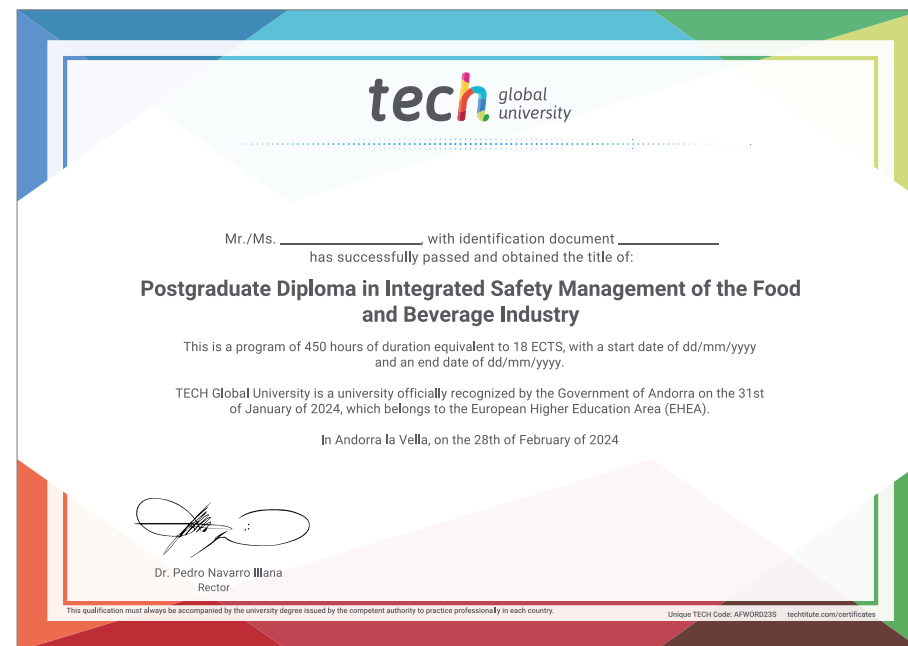 tech global
university
Mr./Ms. ______________, with identification document __________
has successfully passed and obtained the title of:
Postgraduate Diploma in Integrated Safety Management of the Food
and Beverage Industry
This is a program of 450 hours of duration equivalent to 18 ECTS, with a start date of dd/mm/yyyy
and an end date of dd/mm/yyyy.
TECH Global University is a university officially recognized by the Government of Andorra on the 31st
of January of 2024, which belongs to the European Higher Education Area (EHEA).
In Andorra la Vella, on the 28th of February of 2024
Dr. Pedro Navarro Illana
Rector
This qualification must always be accompanied by the university degree issued by the competent authority to practice professionally in each country.
Unique TECH Code: AFWORD23S techtitute.com/certificates